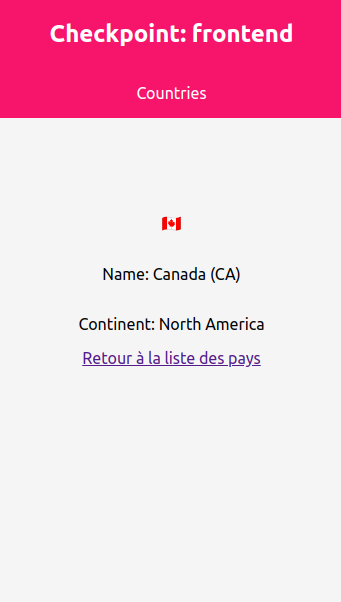 Checkpoint: frontend
Countries
Name: Canada (CA)
Continent: North America
Retour à la liste des pays